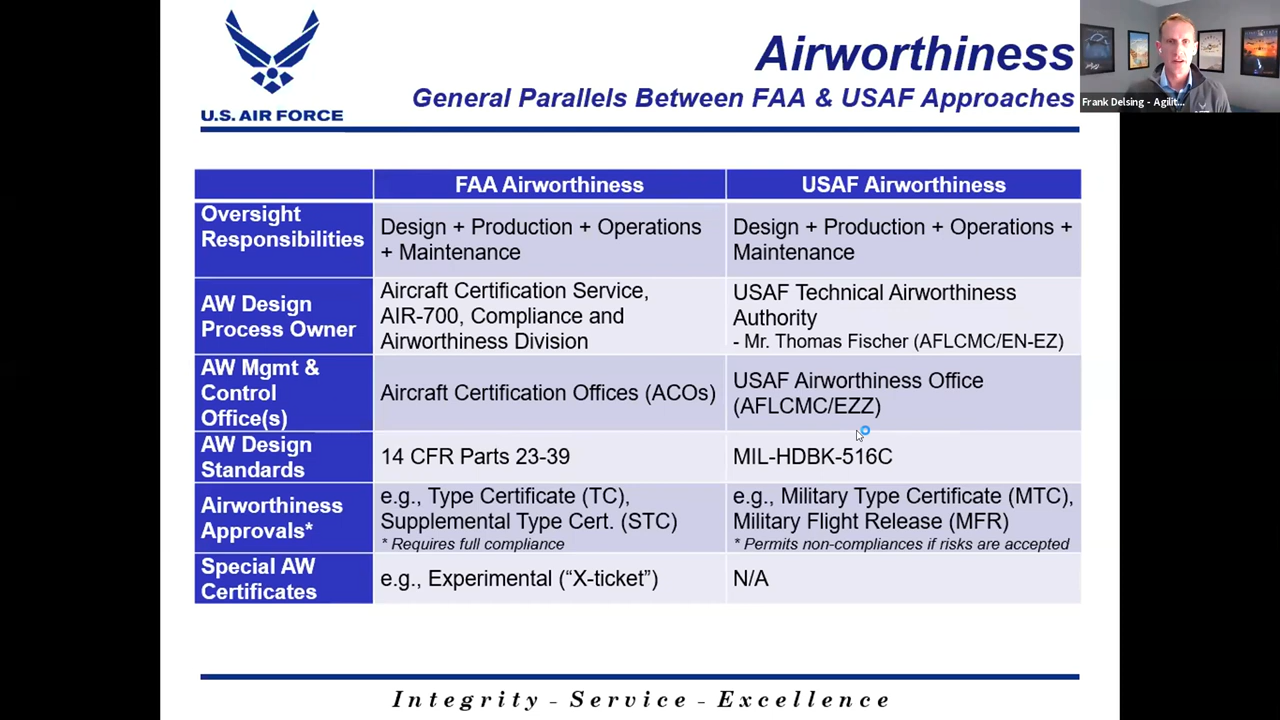 Airworthiness
General Parallels Between FAA & USAF Approaches
U.S. AIR FORCE
Frank Delsing - Agilit...
FAA Airworthiness
USAF Airworthiness
Oversight
Responsibilities
Design + Production + Operations
+ Maintenance
Design + Production + Operations +
Maintenance
AW Design
Process Owner
Aircraft Certification Service,
AIR-700, Compliance and
Airworthiness Division
USAF Technical Airworthiness
Authority
- Mr. Thomas Fischer (AFLCMC/EN-EZ)
AW Mgmt &
Control
Office(s)
Aircraft Certification Offices (ACOs)
USAF Airworthiness Office
(AFLCMC/EZZ)
AW Design
Standards
14 CFR Parts 23-39
MIL-HDBK-516C
Airworthiness
Approvals*
e.g., Type Certificate (TC),
Supplemental Type Cert. (STC)
* Requires full compliance
e.g., Military Type Certificate (MTC),
Military Flight Release (MFR)
* Permits non-compliances if risks are accepted
Special AW
Certificates
e.g., Experimental (“X-ticket”)
N/A
Integrity - Service - Excellence